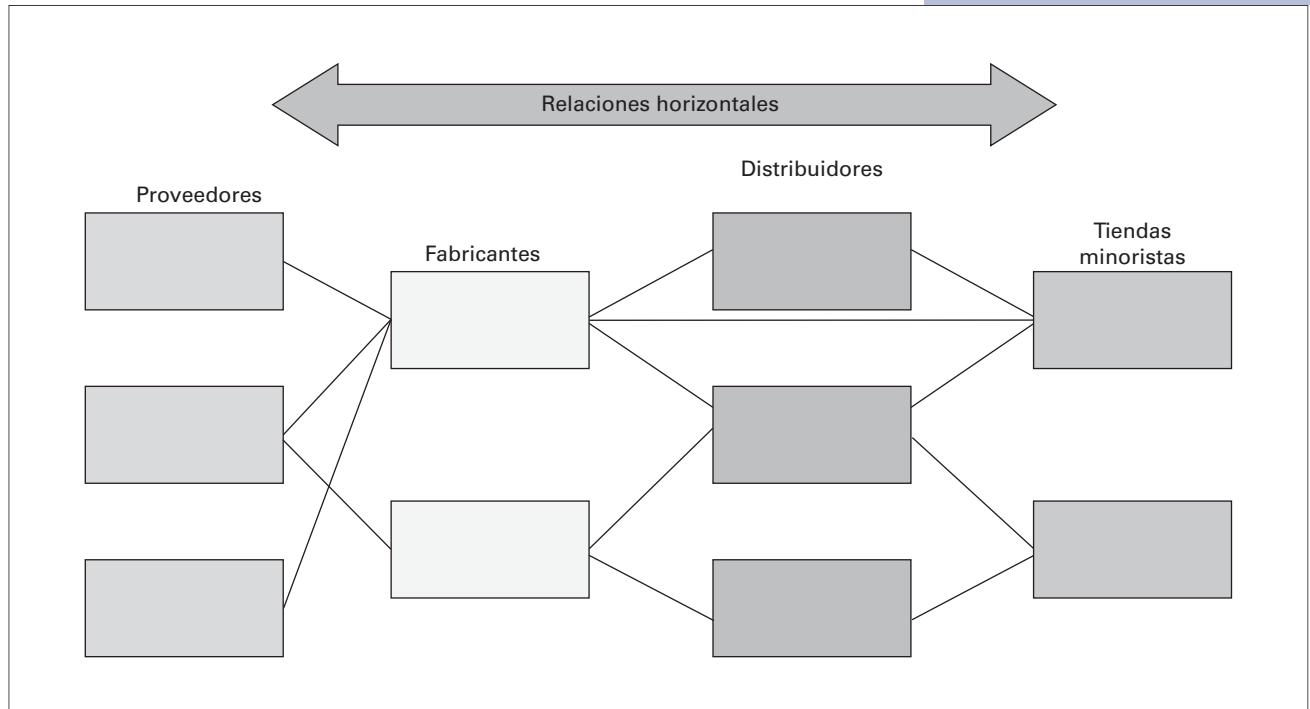 Relaciones horizontales
Distribuidores
Proveedores
Fabricantes
Tiendas
minoristas